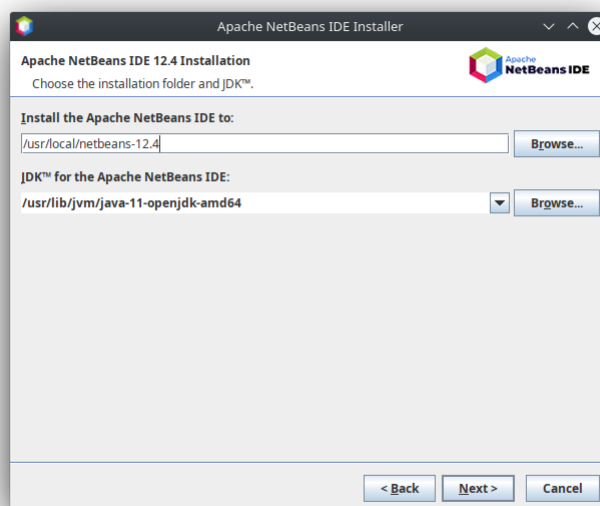 Apache NetBeans IDE Installer
Apache NetBeans IDE 12.4 Installation
Choose the installation folder and JDK™.
Apache
NetBeans IDE
Install the Apache NetBeans IDE to:
/usr/local/netbeans-12.4
Browse...
JDK™ for the Apache NetBeans IDE:
/usr/lib/jvm/java-11-openjdk-amd64
Browse...
< Back
Next >
Cancel